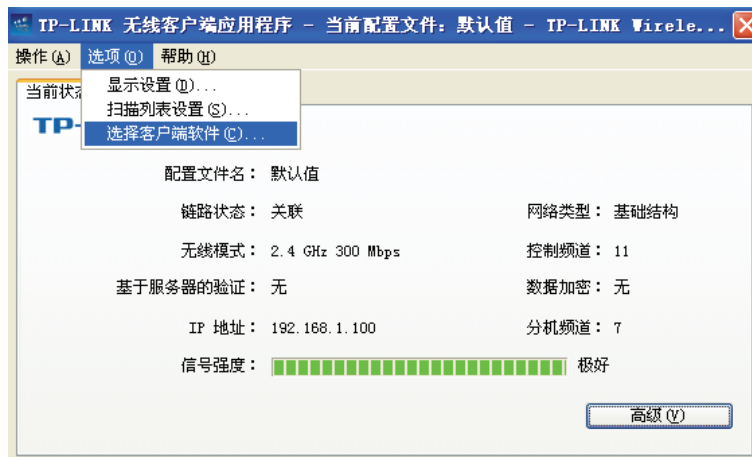 TP-LINK 无线客户端应用程序 - 当前配置文件: 默认值 - TP-LINK Wirele...
操作(A) 选项(O) 帮助(H)
显示设置(D)...
当前状
扫描列表设置(S)...
TP-
选择客户端软件(C)...
配置文件名： 默认值
链路状态： 关联 网络类型： 基础结构
无线模式： 2.4 GHz 300 Mbps 控制频道： 11
基于服务器的验证： 无 数据加密： 无
IP 地址： 192.168.1.100 分机频道： 7
信号强度： 极好
高级(V)